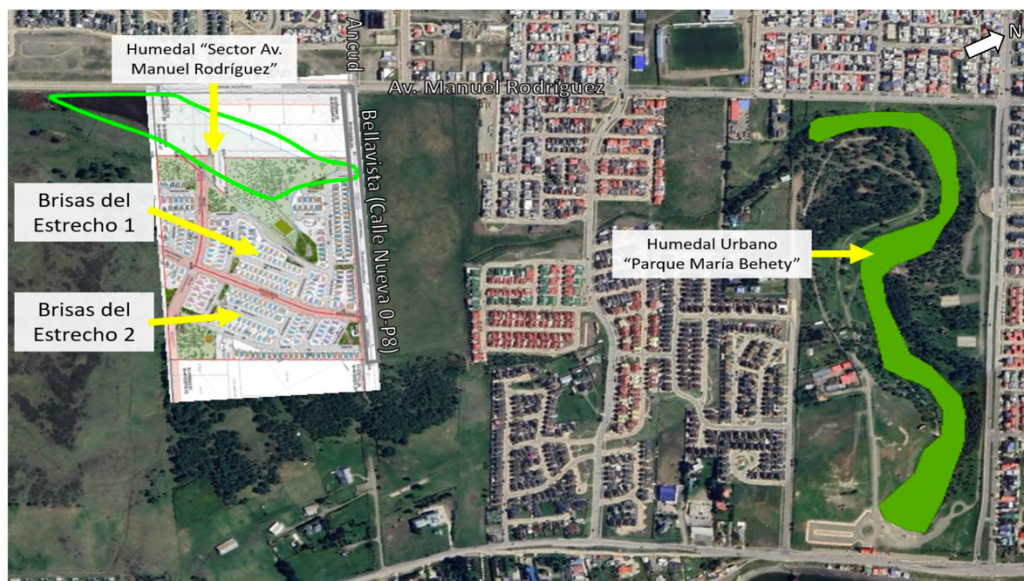 Humedal “Sector Av.
Manuel Rodríguez”
Ancud
N
Av. Manuel Rodríguez
Bellavista (Calle Nueva 0-P8)
Brisas del
Estrecho 1
Humedal Urbano
“Parque María Behety”
Brisas del
Estrecho 2